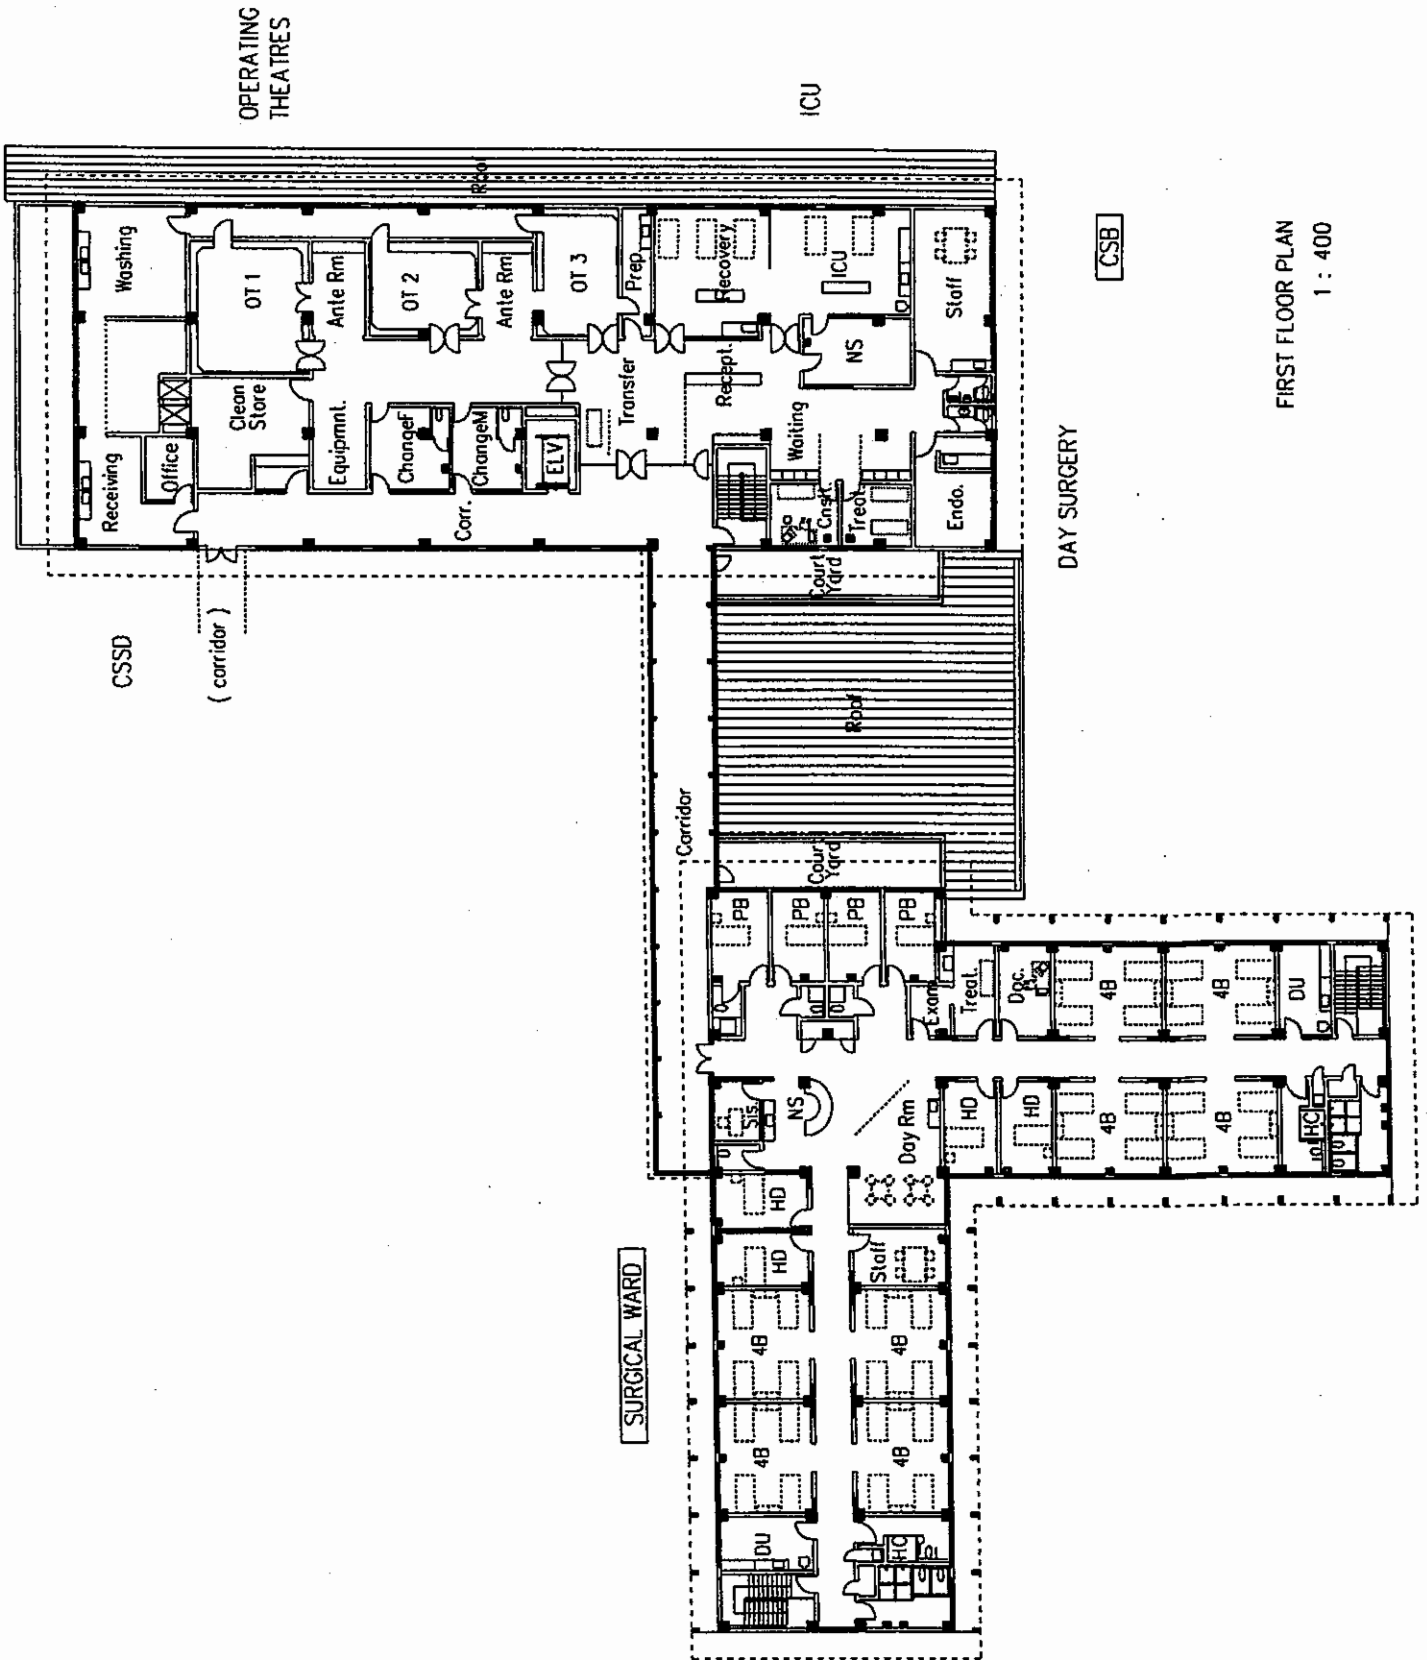 OPERATING
THEATRES
ICU
CSSD
( corridor )
DAY SURGERY
CSB
FIRST FLOOR PLAN
1 : 400
SURGICAL WARD
Roof
Washing
OT 1
Ante Rm
OT 2
Ante Rm
OT 3
Prep.
Recovery
ICU
Staff
Receiving
Office
Clean
Store
Equipmnt.
ChangeF
ChangeM
ELV
Transfer
Recept.
NS
Waiting
Corr.
Cnslt.
Treat.
Endo.
Court
Yard
Roof
Corridor
Court
Yard
PB
PB
PB
PB
Exam
Treat.
Doc.
4B
4B
DU
Sis.
NS
Day Rm
HD
HD
4B
4B
HC
HD
HD
Staff
4B
4B
4B
4B
DU
HC